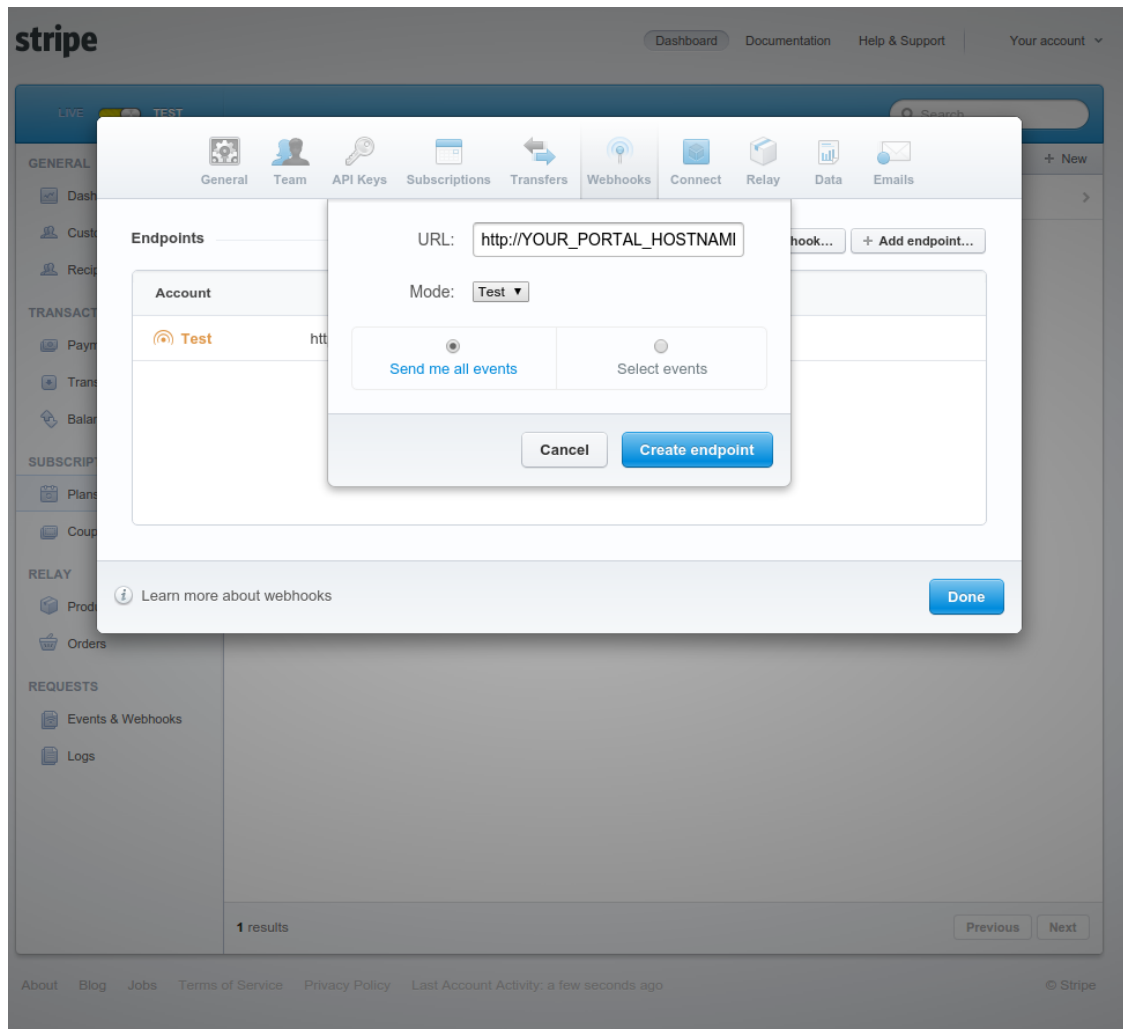 stripe
Dashboard Documentation Help & Support Your account
LIVE TEST
Search
General Team API Keys Subscriptions Transfers Webhooks Connect Relay Data Emails
GENERAL
+ New
Dash
Custo
Recip
TRANSACT
Paym
Trans
Balan
SUBSCRIPT
Plans
Coup
RELAY
Produ
Orders
REQUESTS
Events & Webhooks
Logs
Endpoints
URL: http://YOUR_PORTAL_HOSTNAM
hook... + Add endpoint...
Account
Mode: Test
Test htt
Send me all events Select events
Cancel Create endpoint
Learn more about webhooks
Done
1 results
Previous Next
About Blog Jobs Terms of Service Privacy Policy Last Account Activity: a few seconds ago
© Stripe